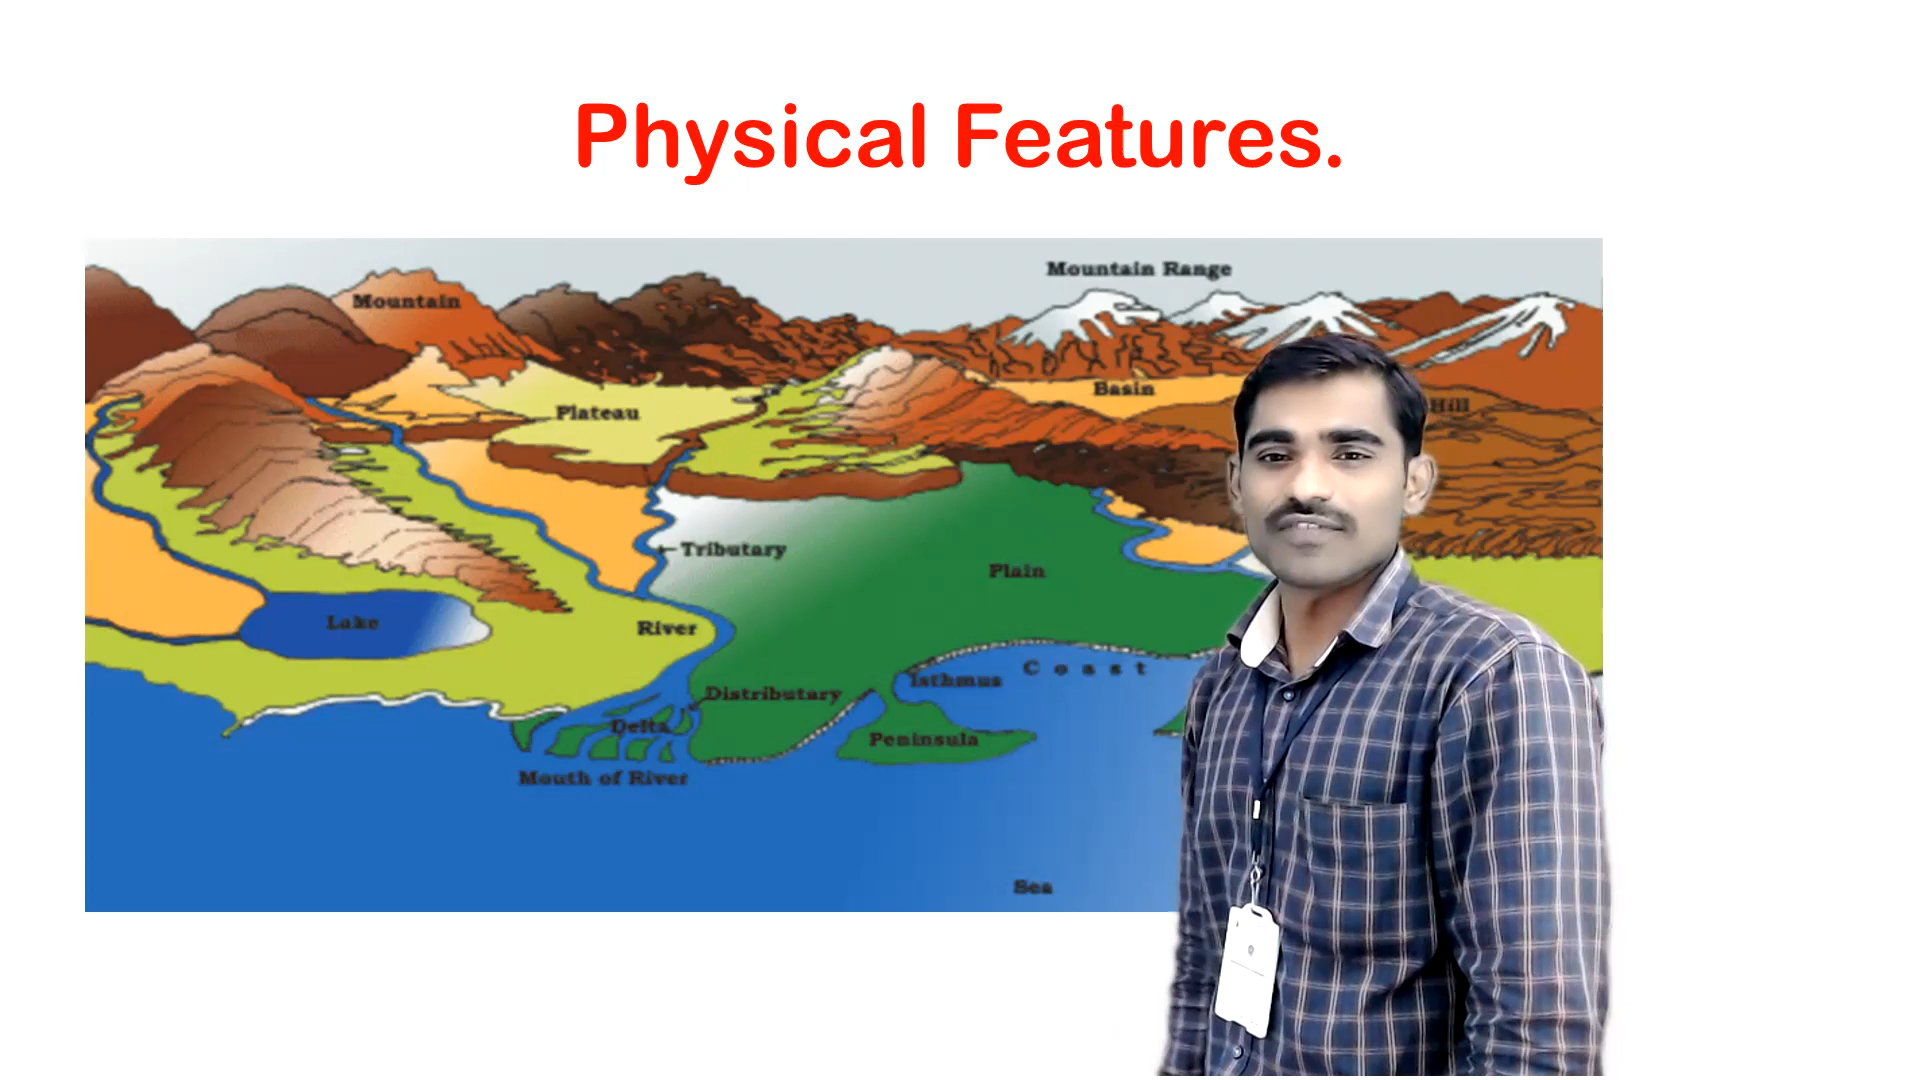 Physical Features.
Mountain Range
Mountain
Basin
Hill
Plateau
Tributary
Plain
Lake
River
Coast
Isthmus
Distributary
Delta
Peninsula
Mouth of River
Sea